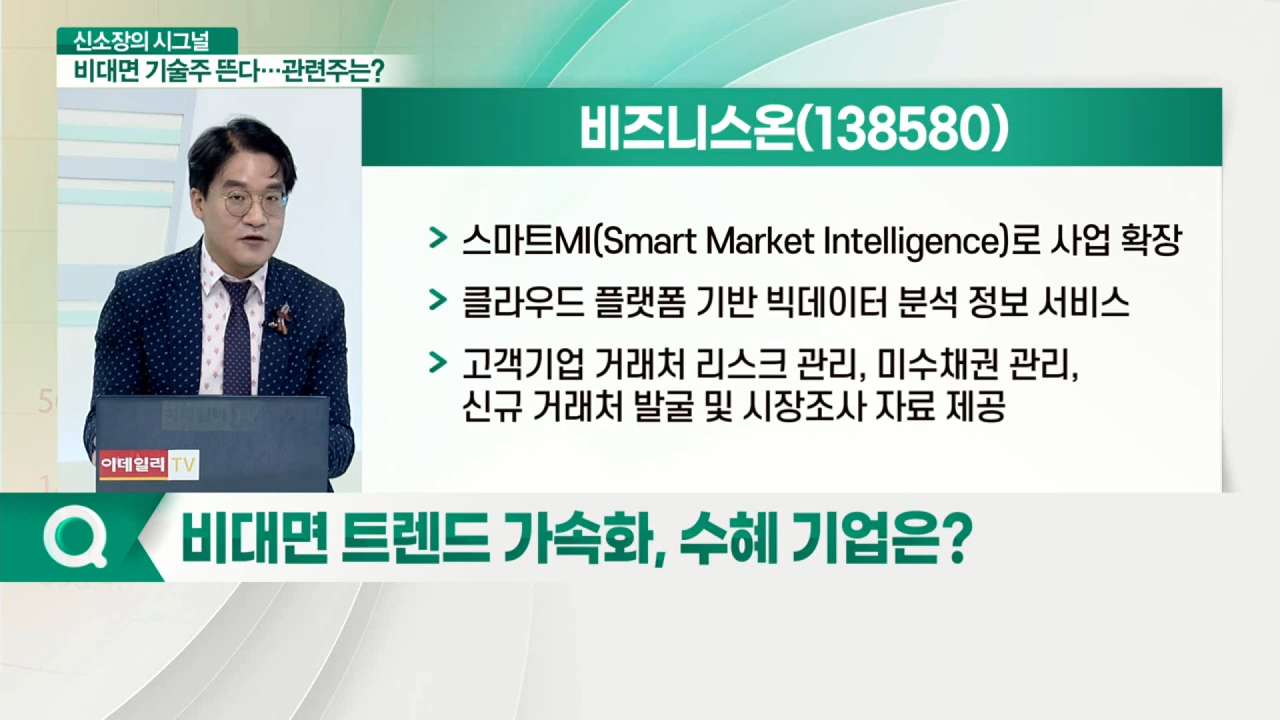 신소장의 시그널
비대면 기술주 뜬다…관련주는?
비즈니스온(138580)
> 스마트MI(Smart Market Intelligence)로 사업 확장
> 클라우드 플랫폼 기반 빅데이터 분석 정보 서비스
> 고객기업 거래처 리스크 관리, 미수채권 관리,
신규 거래처 발굴 및 시장조사 자료 제공
이데일리 TV
Q 비대면 트렌드 가속화, 수혜 기업은?